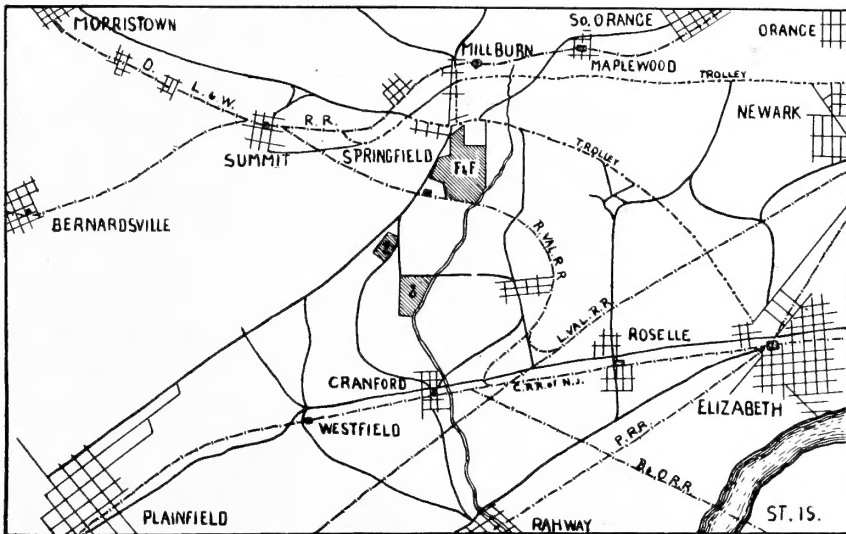 MORRISTOWN
SO. ORANGE
ORANGE
MILLBURN
MAPLEWOOD
TROLLEY
D. L. & W. R. R.
NEWARK
SUMMIT
SPRINGFIELD
F & F
TROLLEY
BERNARDSVILLE
R. VAL. R. R.
L. VAL. R. R.
ROSELLE
CRANFORD
C. R. R. OF N. J.
ELIZABETH
WESTFIELD
P. R. R.
B & O R. R.
PLAINFIELD
RAHWAY
ST. IS.